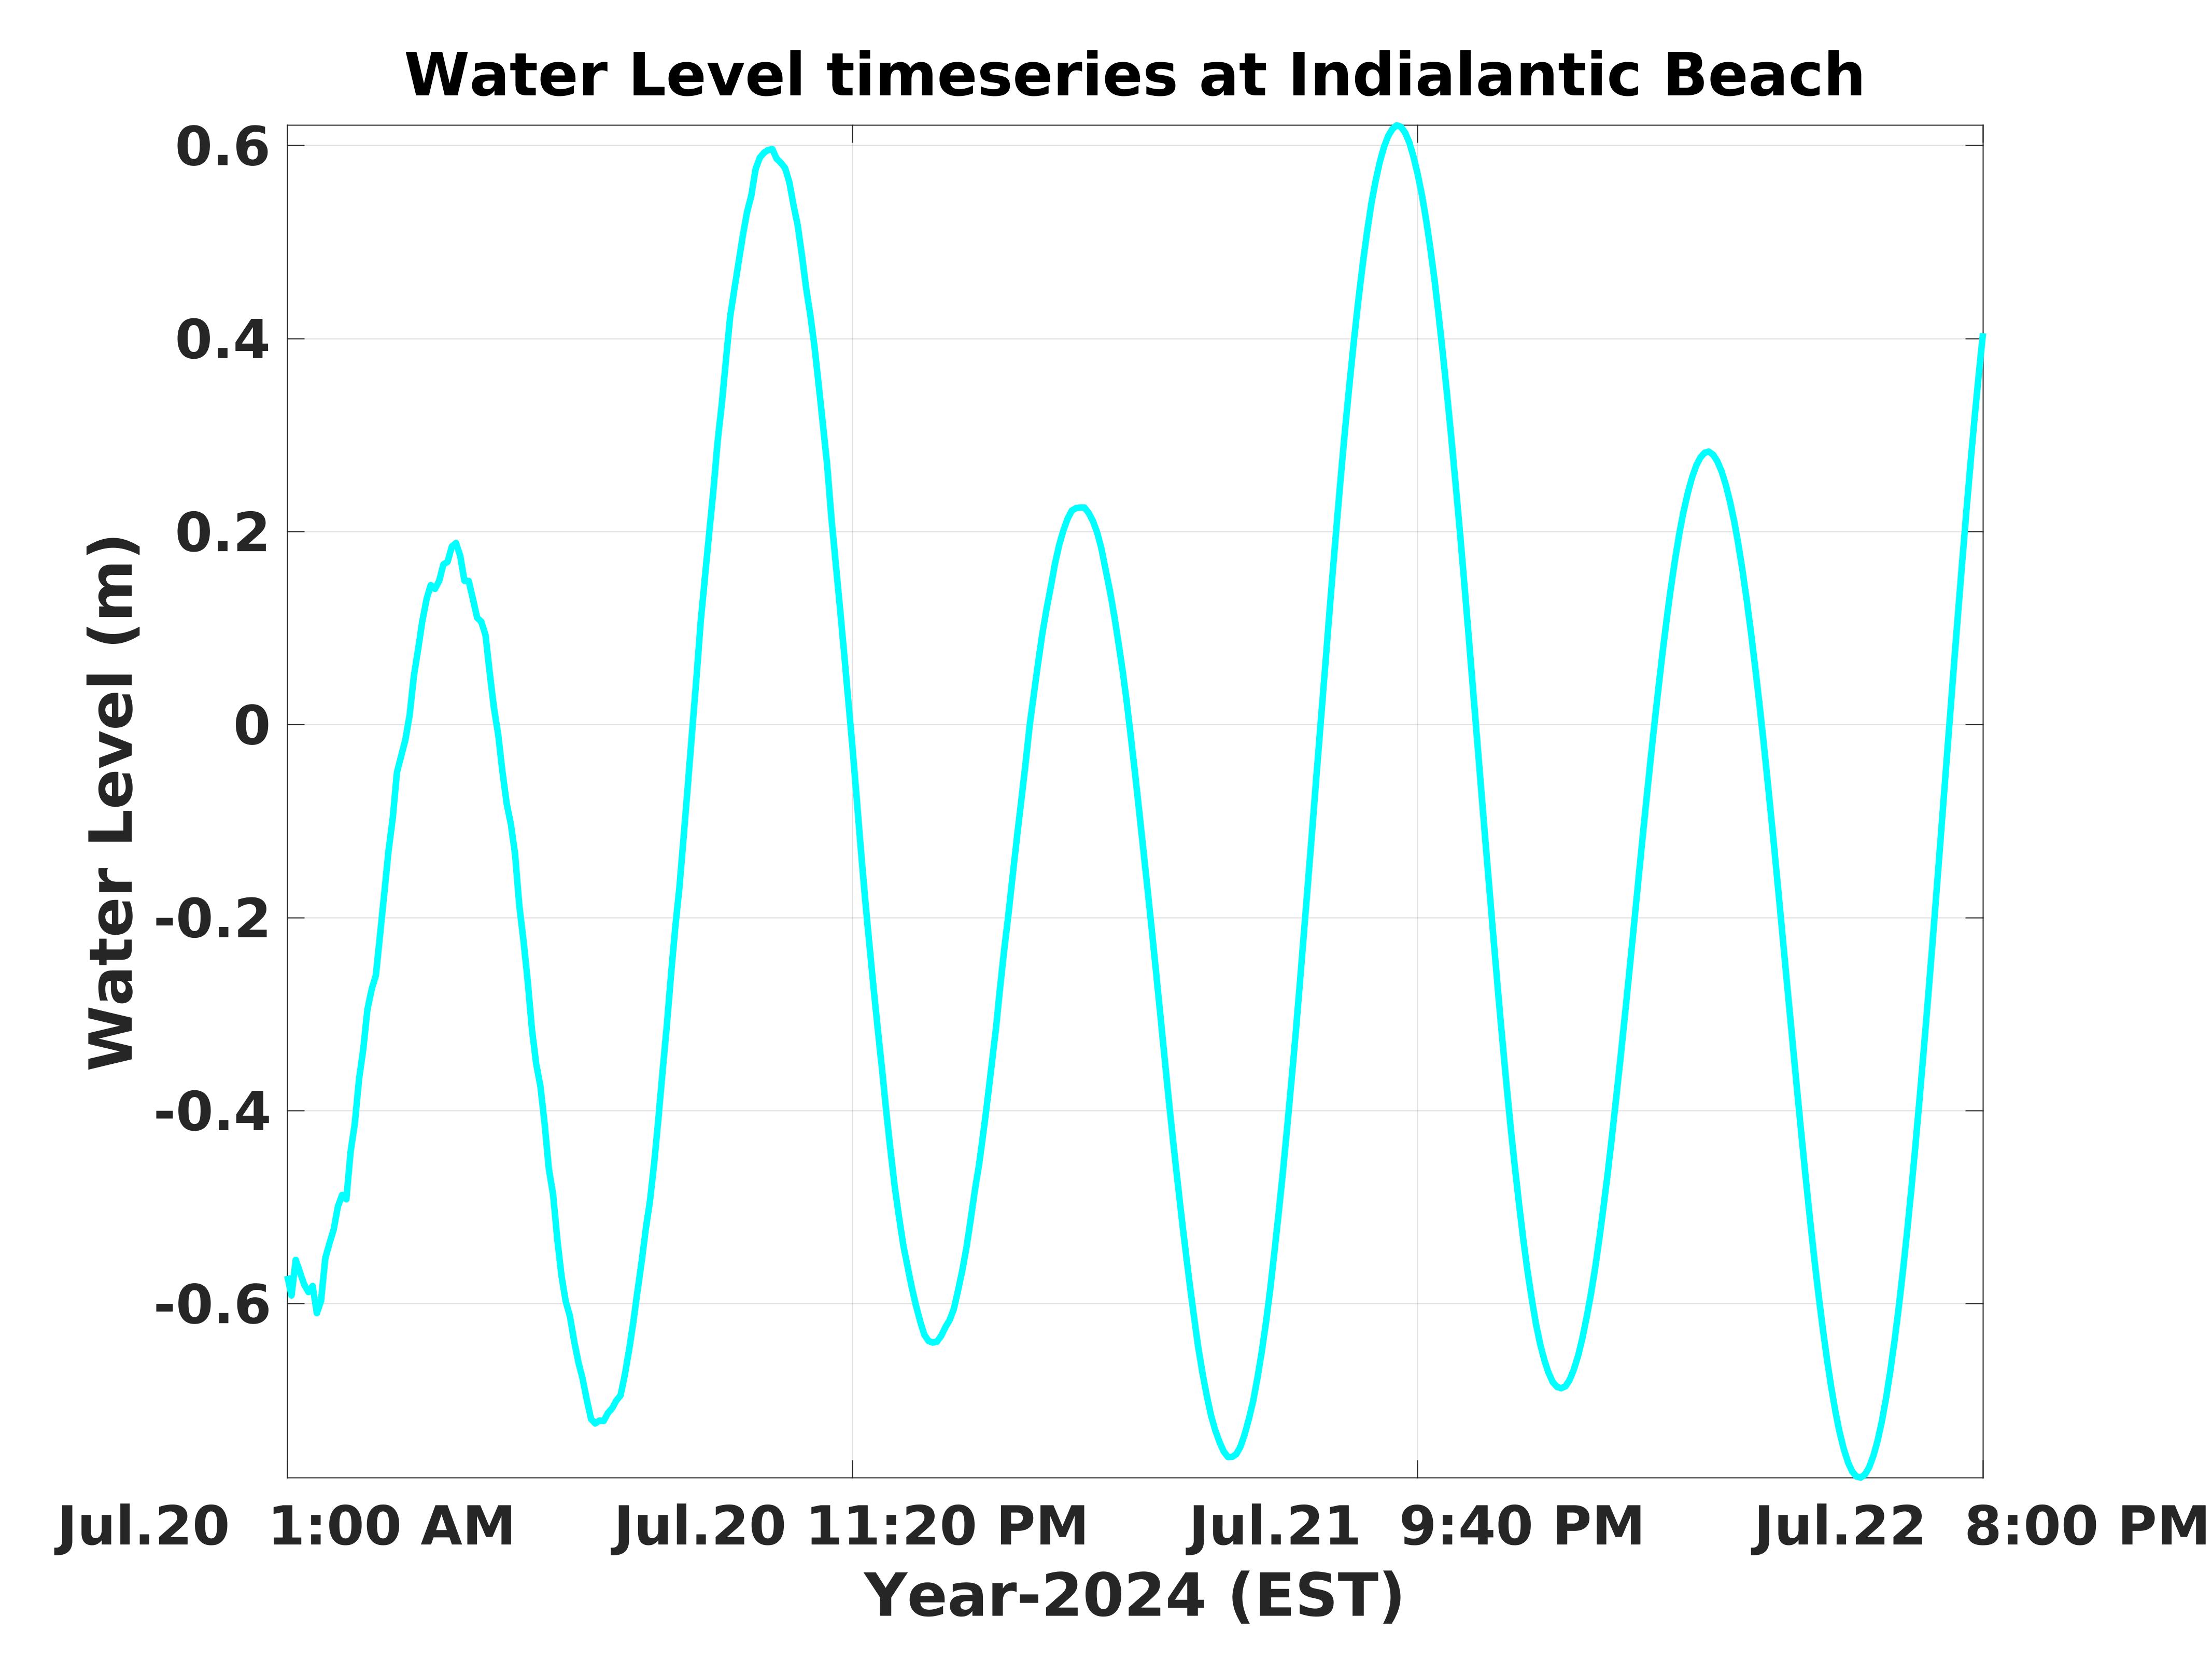 Water Level timeseries at Indialantic Beach
0.6
0.4
0.2
0
-0.2
-0.4
-0.6
Water Level (m)
Jul.20 1:00 AM
Jul.20 11:20 PM
Jul.21 9:40 PM
Jul.22 8:00 PM
Year-2024 (EST)